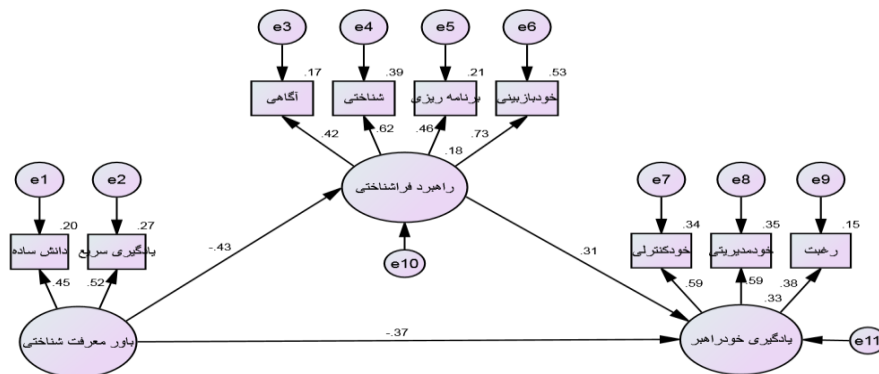 e3 e4 e5 e6
.17 .39 .21 .53
آگاهی شناختی برنامه ریزی خودبازبینی
.42 .62 .46 .73
.18
راهبرد فراشناختی
e1 e2
.20 .27
دانش ساده یادگیری سریع
.45 .52
e7 e8 e9
.34 .35 .15
خودکنترلی خودمدیریتی رغبت
.59 .59 .38
-.43
e10
.31
.33
باور معرفت شناختی
-.37
یادگیری خودراهبر
e11